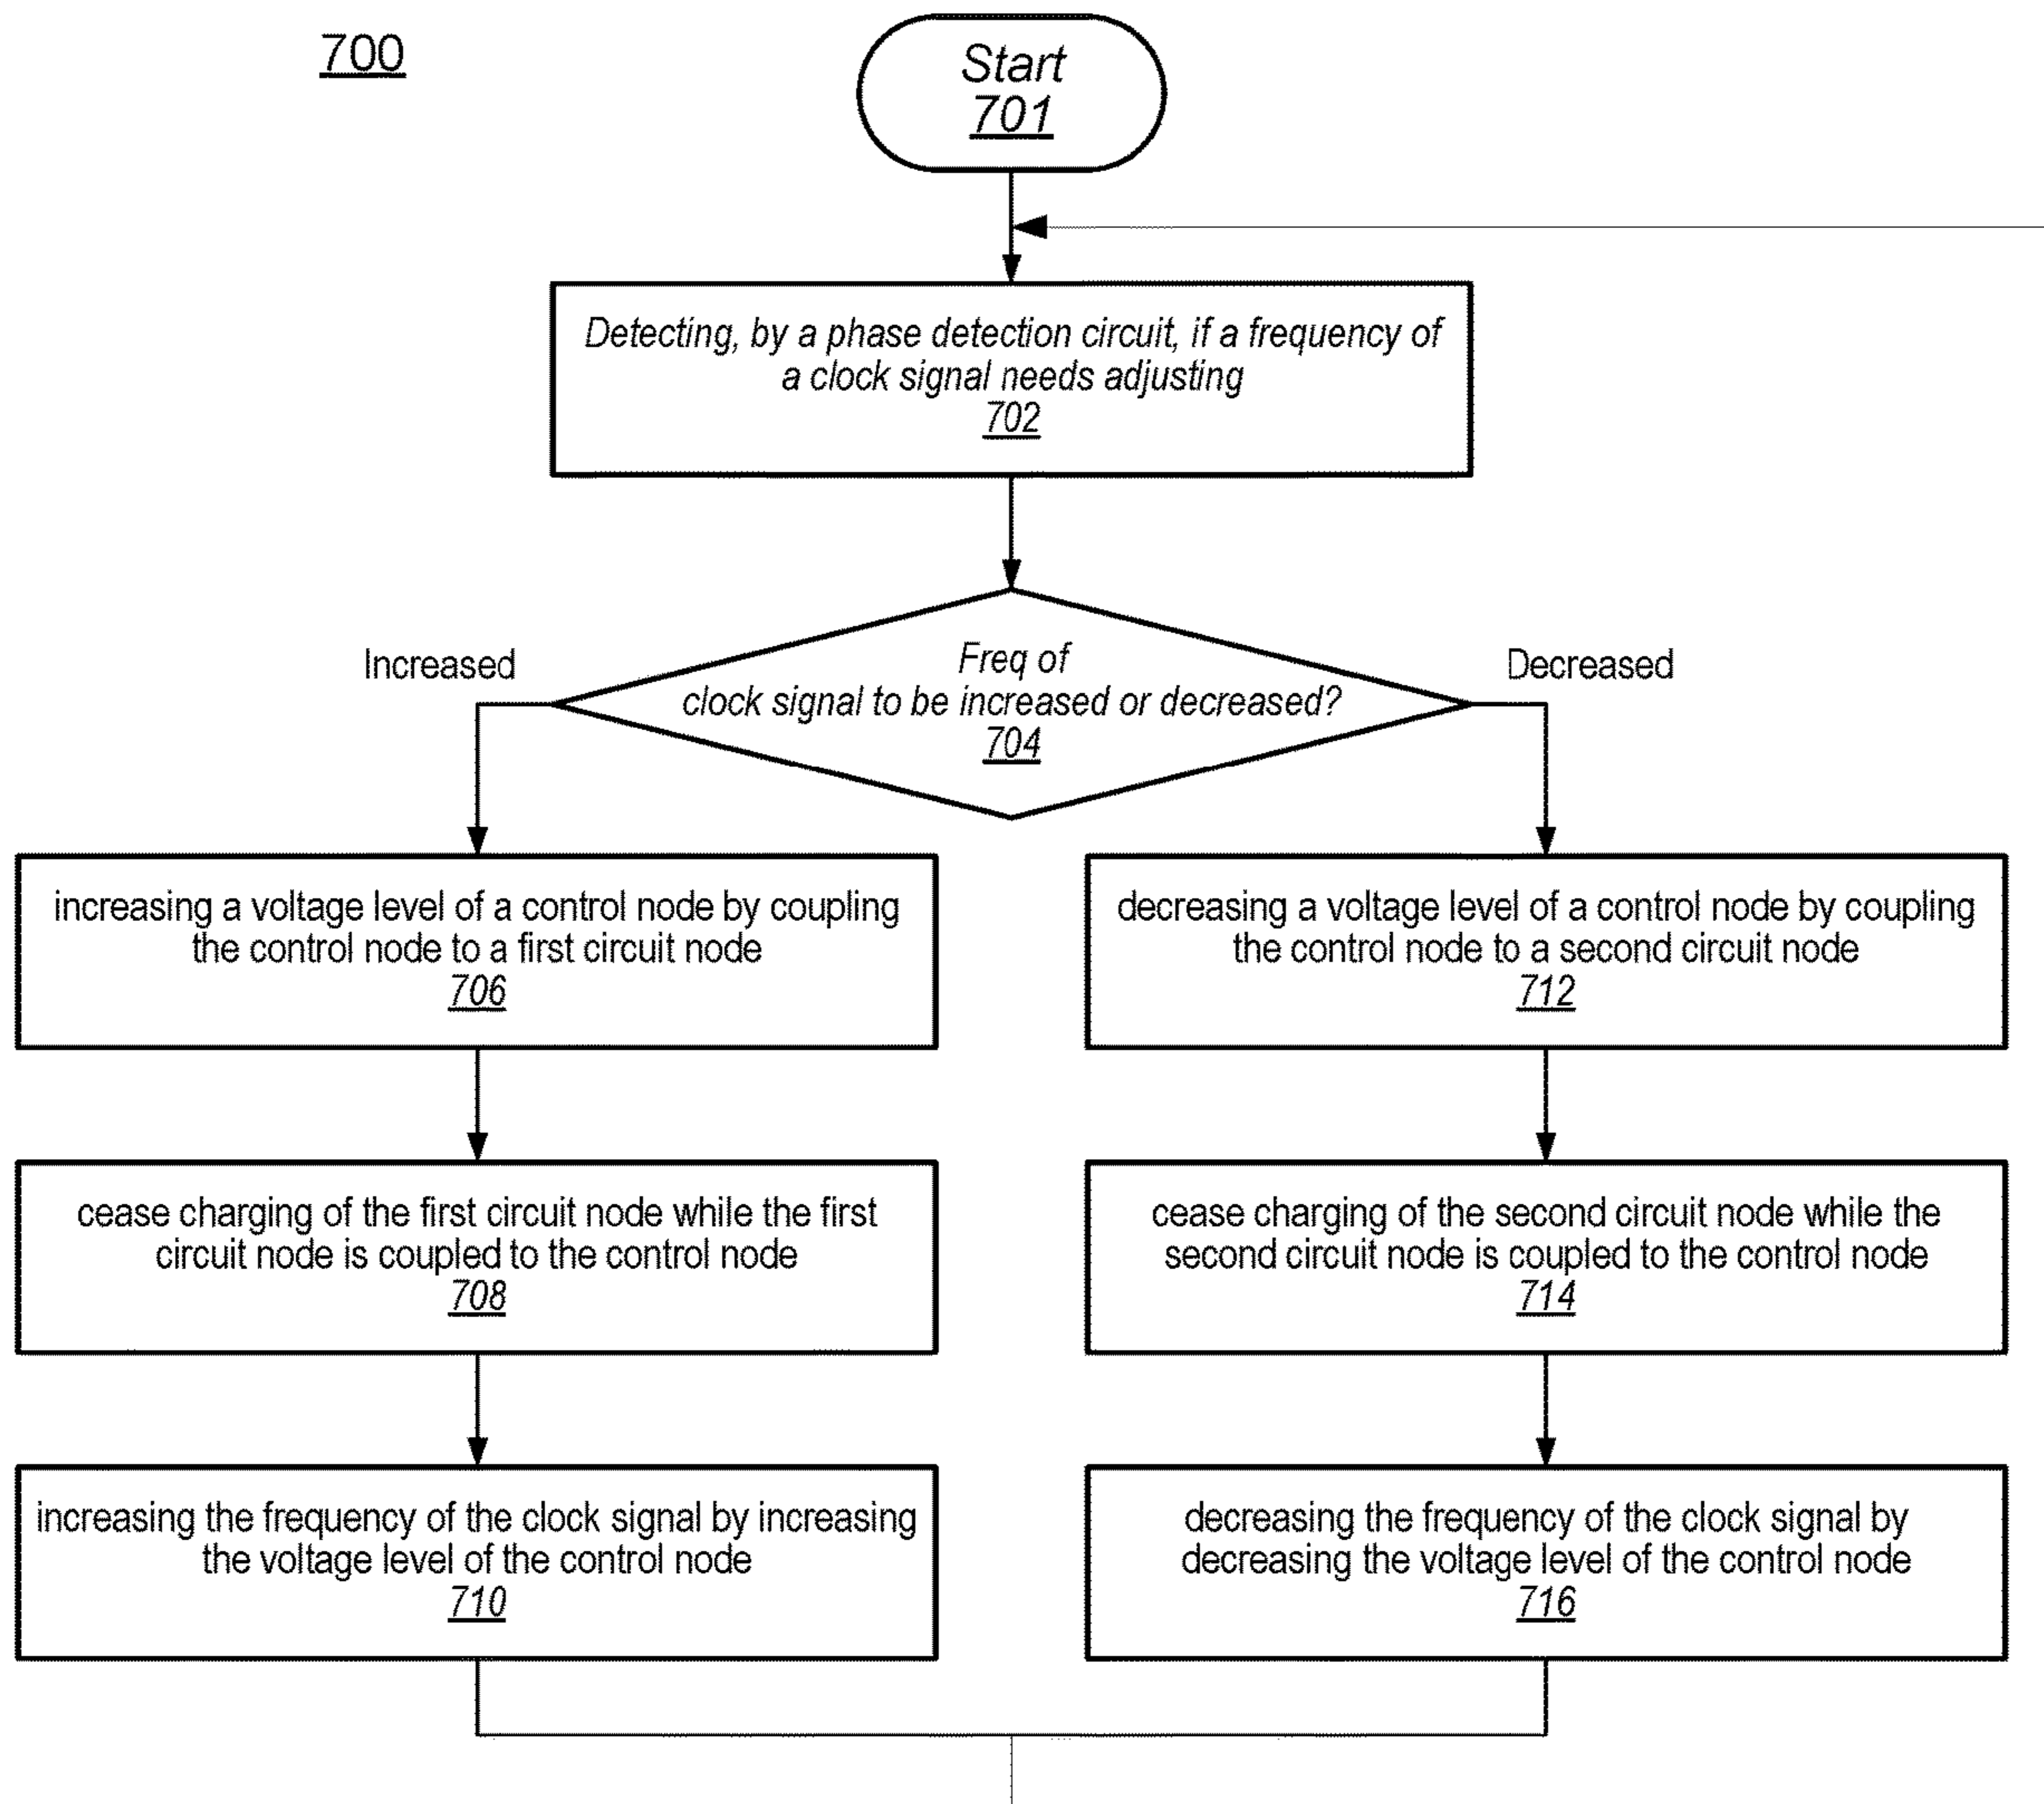 700
Start
701
Detecting, by a phase detection circuit, if a frequency of
a clock signal needs adjusting
702
Freq of
clock signal to be increased or decreased?
704
Increased
Decreased
increasing a voltage level of a control node by coupling
the control node to a first circuit node
706
decreasing a voltage level of a control node by coupling
the control node to a second circuit node
712
cease charging of the first circuit node while the first
circuit node is coupled to the control node
708
cease charging of the second circuit node while the
second circuit node is coupled to the control node
714
increasing the frequency of the clock signal by increasing
the voltage level of the control node
710
decreasing the frequency of the clock signal by
decreasing the voltage level of the control node
716